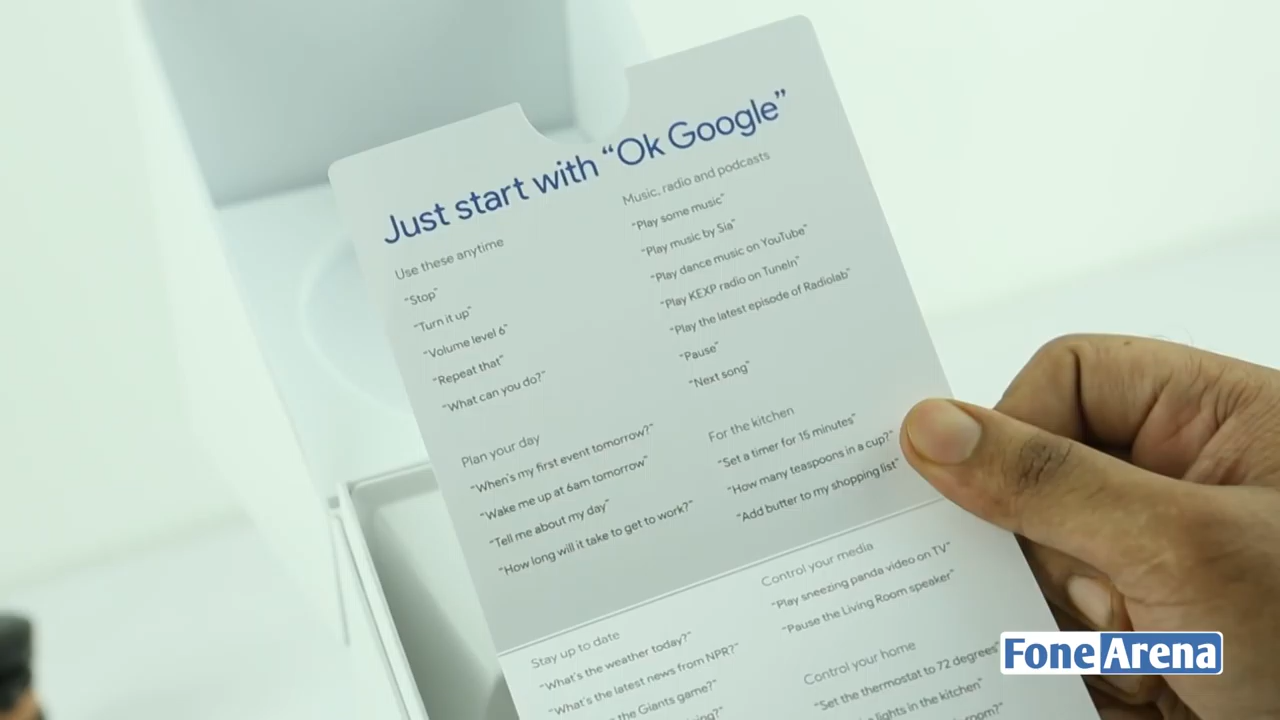 Just start with “Ok Google”
Use these anytime
“Stop”
“Turn it up”
“Volume level 6”
“Repeat that”
“What can you do?”
Music, radio and podcasts
“Play some music”
“Play music by Sia”
“Play dance music on YouTube”
“Play KEXP radio on TuneIn”
“Play the latest episode of Radiolab”
“Pause”
“Next song”
Plan your day
“When's my first event tomorrow?”
“Wake me up at 6am tomorrow”
“Tell me about my day”
“How long will it take to get to work?”
For the kitchen
“Set a timer for 15 minutes”
“How many teaspoons in a cup?”
“Add butter to my shopping list”
Stay up to date
“What's the weather today?”
“What's the latest news from NPR?”
the Giants game?”
Control your media
“Play sneezing panda video on TV”
“Pause the Living Room speaker”
Control your home
“Set the thermostat to 72 degrees”
lights in the kitchen”
FoneArena